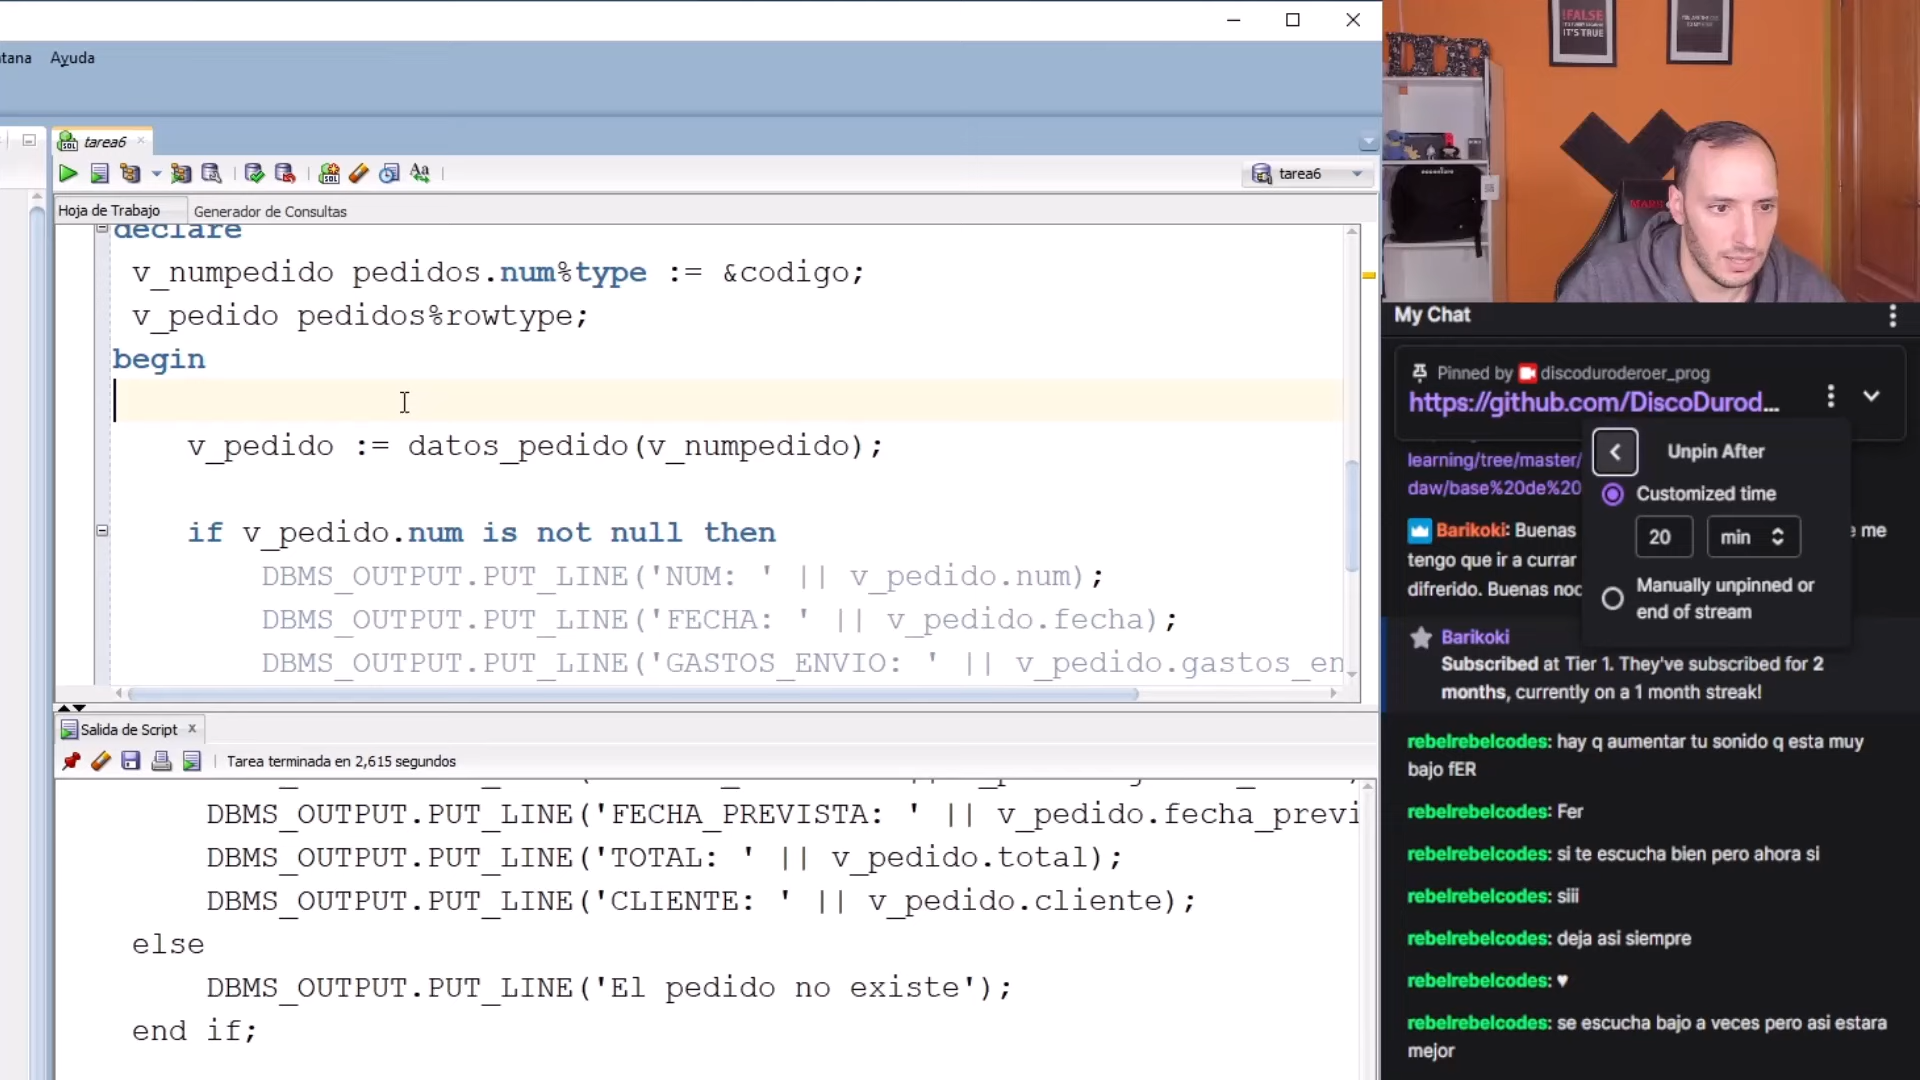 tana Ayuda
tarea6
tarea6
Hoja de Trabajo Generador de Consultas
declare
v_numpedido pedidos.num%type := &codigo;
v_pedido pedidos%rowtype;
begin
v_pedido := datos_pedido(v_numpedido);
if v_pedido.num is not null then
DBMS_OUTPUT.PUT_LINE('NUM: ' || v_pedido.num);
DBMS_OUTPUT.PUT_LINE('FECHA: ' || v_pedido.fecha);
DBMS_OUTPUT.PUT_LINE('GASTOS_ENVIO: ' || v_pedido.gastos_en
Salida de Script
Tarea terminada en 2,615 segundos
DBMS_OUTPUT.PUT_LINE('FECHA_PREVISTA: ' || v_pedido.fecha_previ
DBMS_OUTPUT.PUT_LINE('TOTAL: ' || v_pedido.total);
DBMS_OUTPUT.PUT_LINE('CLIENTE: ' || v_pedido.cliente);
else
DBMS_OUTPUT.PUT_LINE('El pedido no existe');
end if;
!FALSE
IT'S TRUE
My Chat
Pinned by discoduroderoer_prog
https://github.com/DiscoDurod...
learning/tree/master/
daw/base%20de%20
Unpin After
Customized time
20 min
Manually unpinned or
end of stream
Barikoki: Buenas e me
tengo que ir a currar
difrerido. Buenas noc
Barikoki
Subscribed at Tier 1. They've subscribed for 2
months, currently on a 1 month streak!
rebelrebelcodes: hay q aumentar tu sonido q esta muy
bajo fER
rebelrebelcodes: Fer
rebelrebelcodes: si te escucha bien pero ahora si
rebelrebelcodes: siii
rebelrebelcodes: deja asi siempre
rebelrebelcodes: ♥
rebelrebelcodes: se escucha bajo a veces pero asi estara
mejor